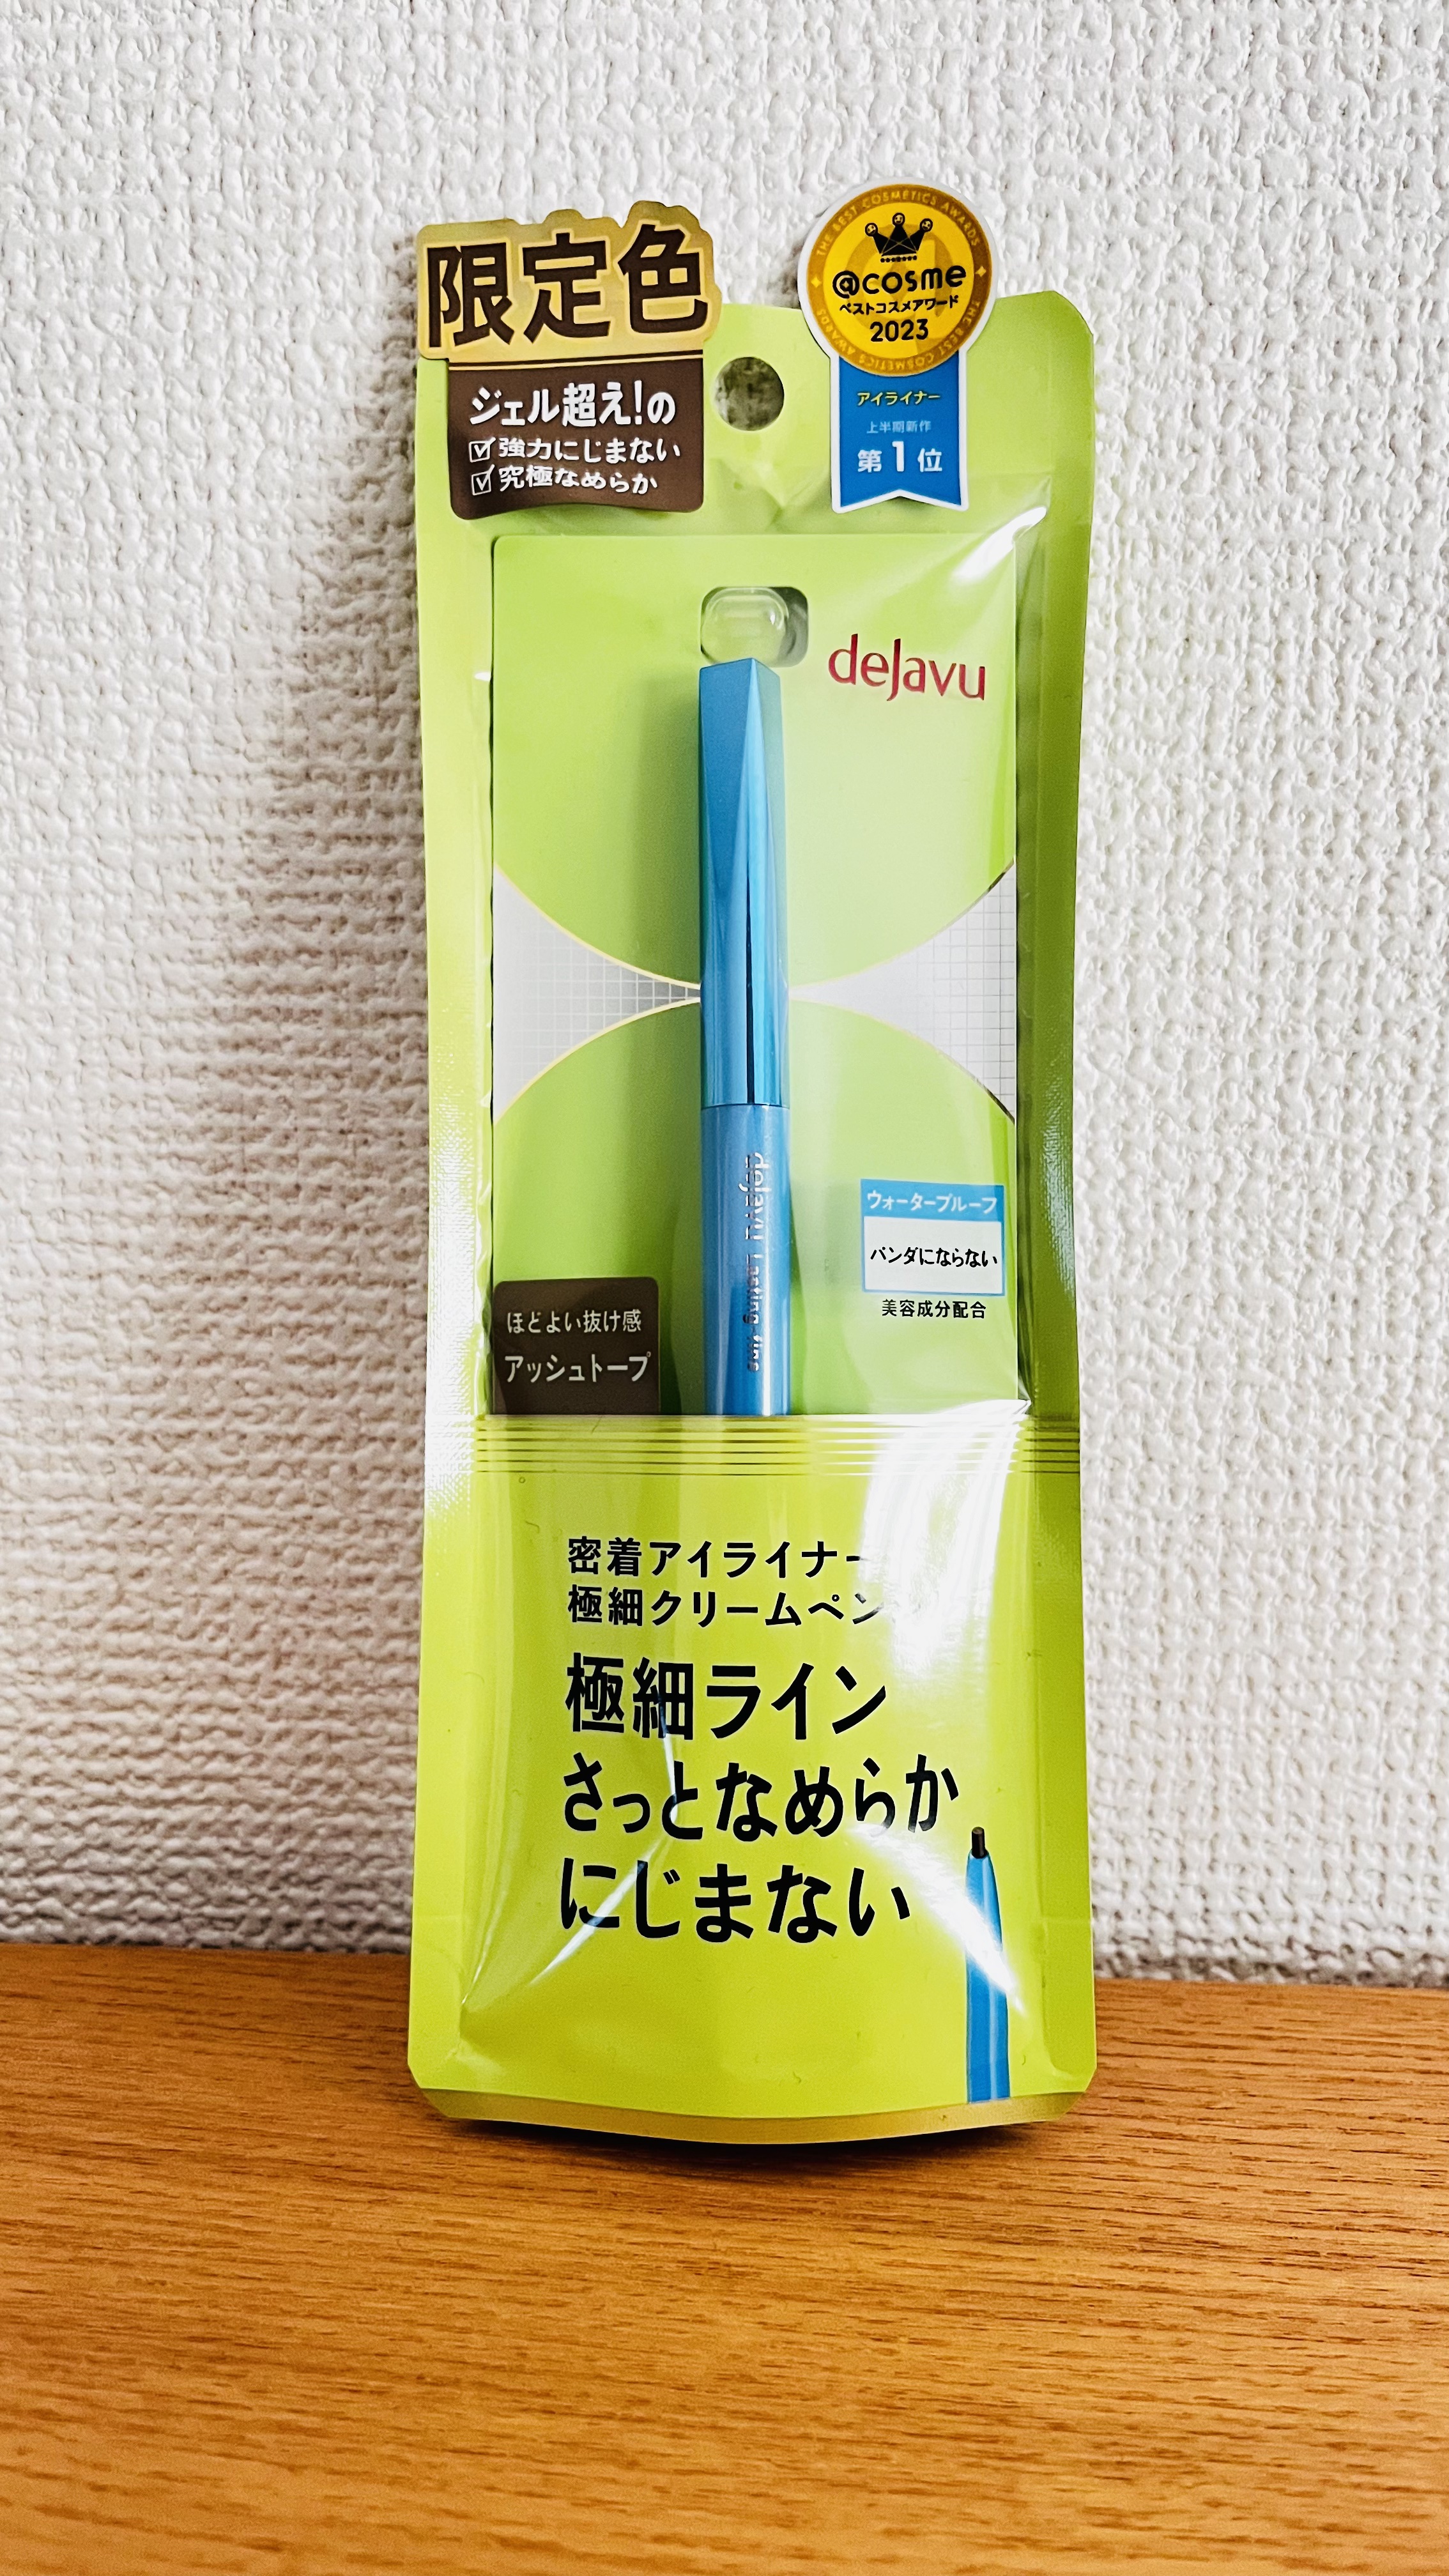 限定色
ジェル超え!の
強力にじまない
究極なめらか
THE BEST COSMETICS AWARDS
@cosme
ベストコスメアワード
2023
THE BEST COSMETICS AWARDS
アイライナー
上半期新作
第1位
dejavu
dejavu Lasting-fine
ウォータープルーフ
パンダにならない
美容成分配合
ほどよい抜け感
アッシュトープ
密着アイライナー
極細クリームペン
極細ライン
さっとなめらか
にじまない